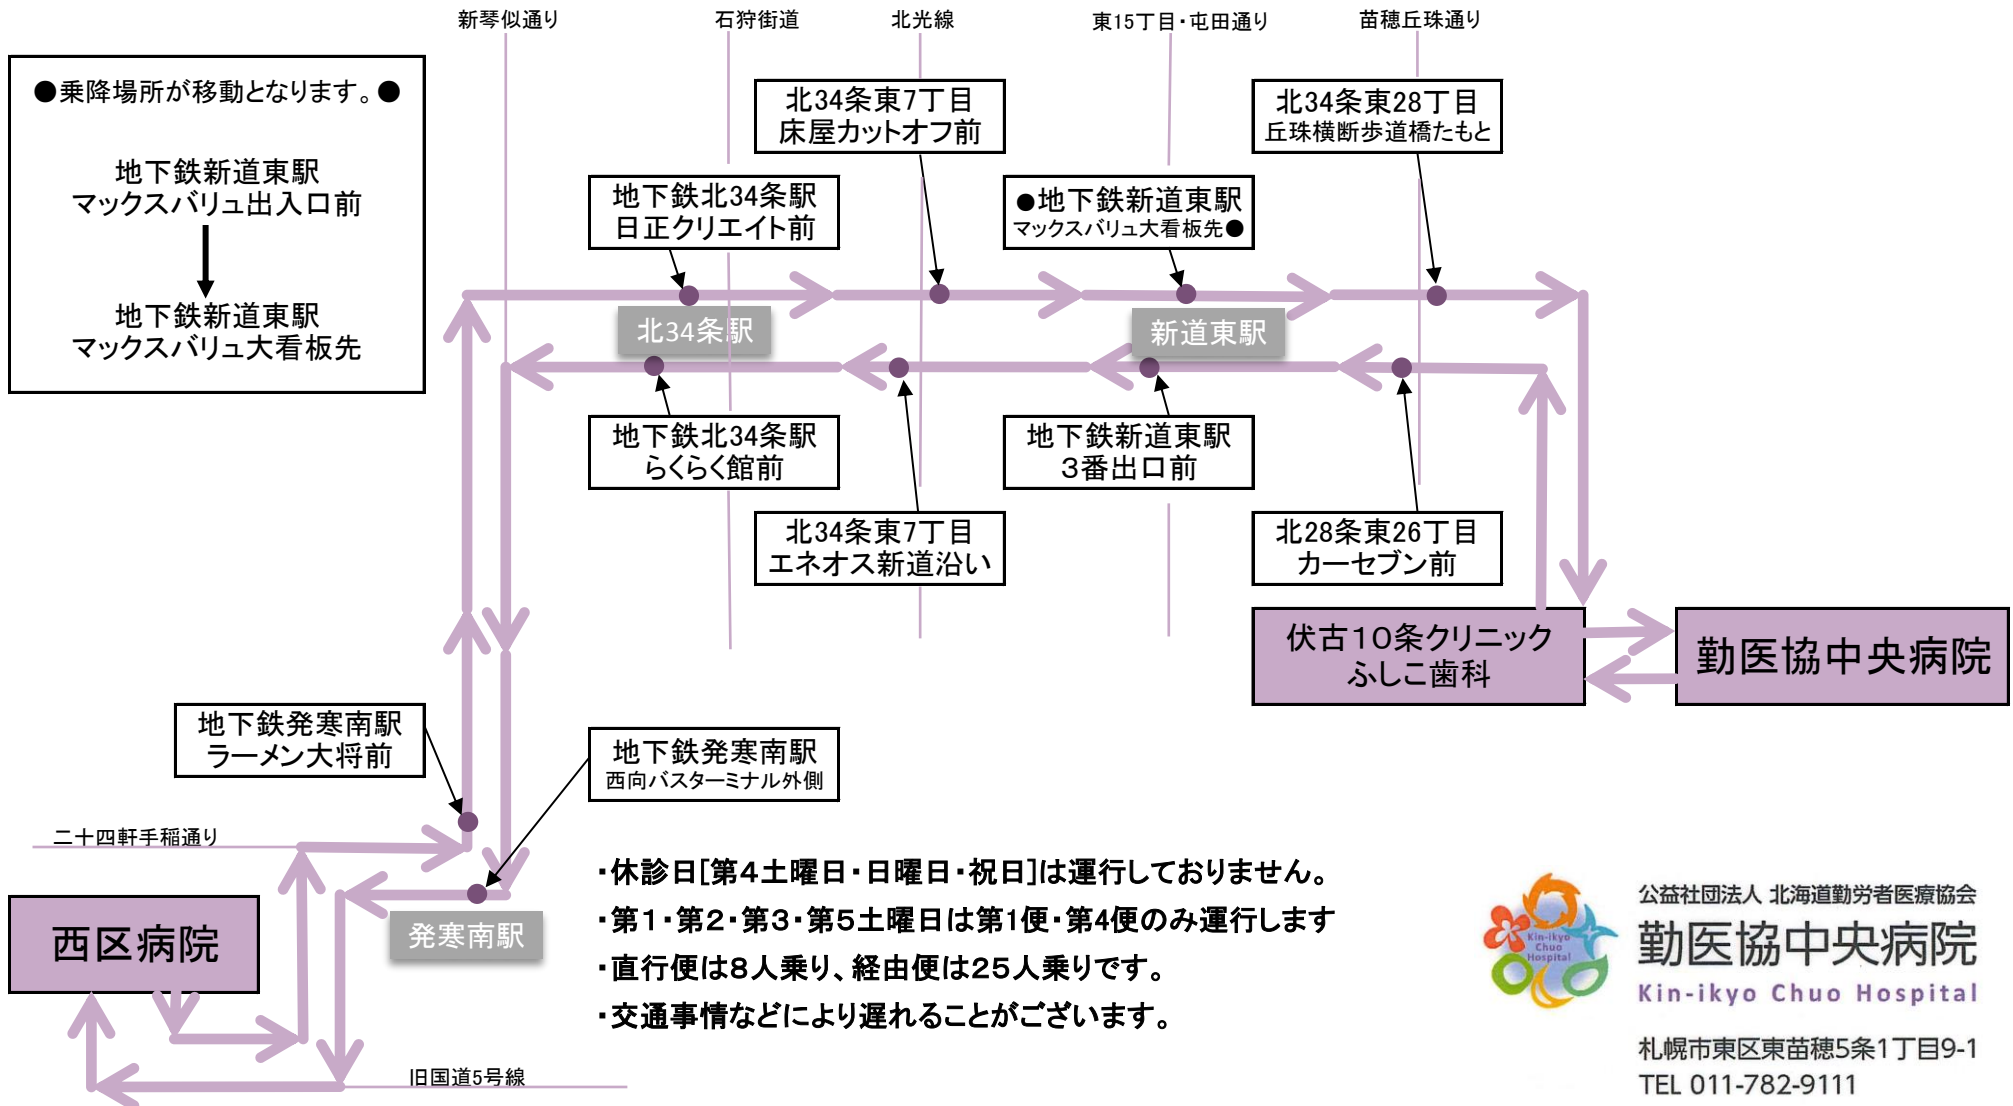 新琴似通り
石狩街道
北光線
東15丁目・屯田通り
苗穂丘珠通り
●乗降場所が移動となります。●
地下鉄新道東駅
マックスバリュ出入口前
地下鉄新道東駅
マックスバリュ大看板先
北34条東7丁目
床屋カットオフ前
北34条東28丁目
丘珠横断歩道橋たもと
地下鉄北34条駅
日正クリエイト前
●地下鉄新道東駅
マックスバリュ大看板先●
北34条駅
新道東駅
地下鉄北34条駅
らくらく館前
地下鉄新道東駅
3番出口前
北34条東7丁目
エネオス新道沿い
北28条東26丁目
カーセブン前
伏古10条クリニック
ふしこ歯科
勤医協中央病院
地下鉄発寒南駅
ラーメン大将前
地下鉄発寒南駅
西向バスターミナル外側
二十四軒手稲通り
西区病院
発寒南駅
旧国道5号線
・休診日[第4土曜日・日曜日・祝日]は運行しておりません。
・第1・第2・第3・第5土曜日は第1便・第4便のみ運行します
・直行便は8人乗り、経由便は25人乗りです。
・交通事情などにより遅れることがございます。
Kin-ikyo
Chuo
Hospital
公益社団法人 北海道勤労者医療協会
勤医協中央病院
Kin-ikyo Chuo Hospital
札幌市東区東苗穂5条1丁目9-1
TEL 011-782-9111